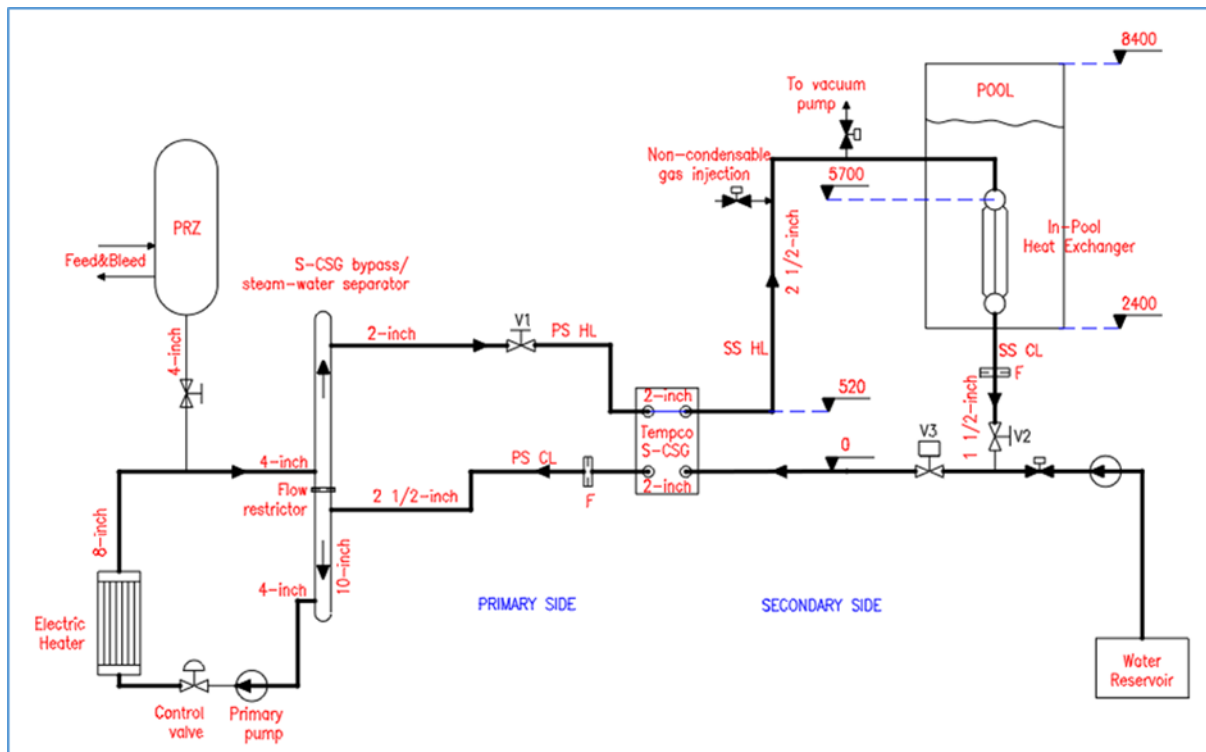 8400
To vacuum
pump
POOL
Non-condensable
gas injection
5700
PRZ
In-Pool
Heat Exchanger
Feed&Bleed
S-CSG bypass/
steam-water separator
2 1/2-inch
2400
4-inch
2-inch
V1
PS HL
SS HL
SS CL
F
2-inch
520
1 1/2-inch
Tempco
S-CSG
V3
V2
0
4-inch
PS CL
2-inch
Flow
restrictor
2 1/2-inch
F
8-inch
10-inch
4-inch
PRIMARY SIDE
SECONDARY SIDE
Electric
Heater
Water
Reservoir
Control
valve
Primary
pump